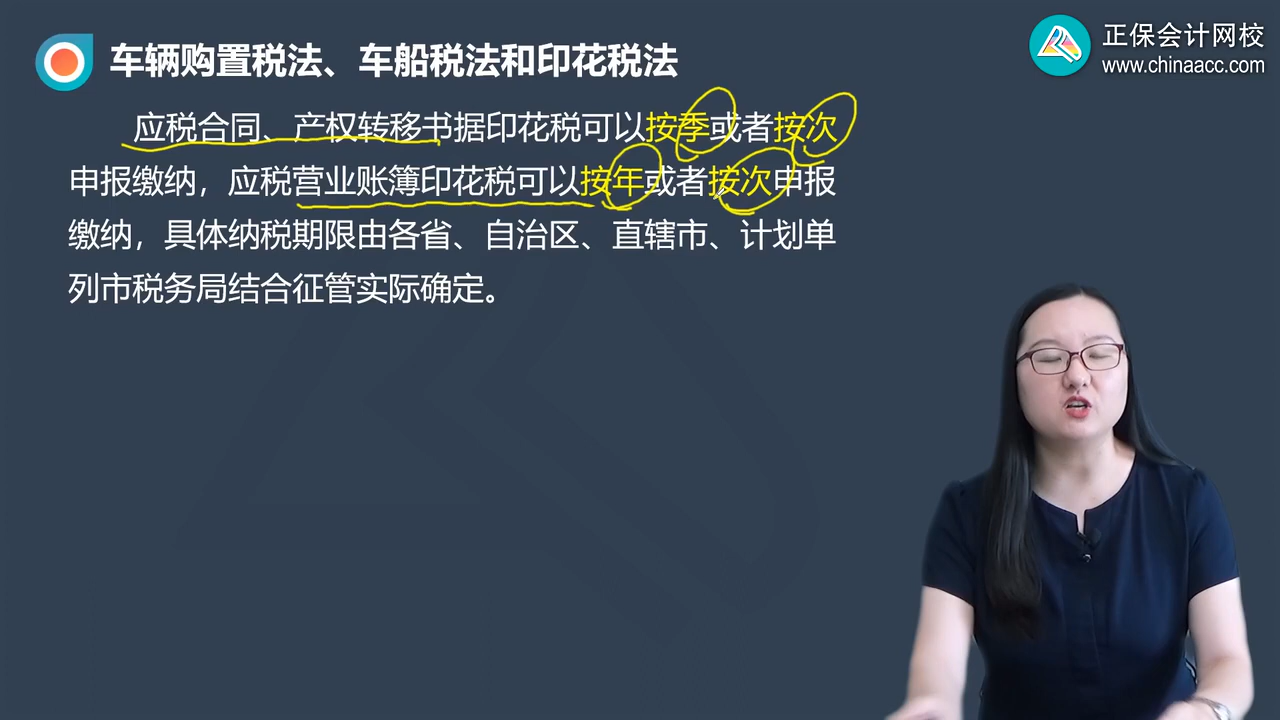 车辆购置税法、车船税法和印花税法
正保会计网校
www.chinaacc.com
应税合同、产权转移书据印花税可以按季或者按次
申报缴纳，应税营业账簿印花税可以按年或者按次申报
缴纳，具体纳税期限由各省、自治区、直辖市、计划单
列市税务局结合征管实际确定。